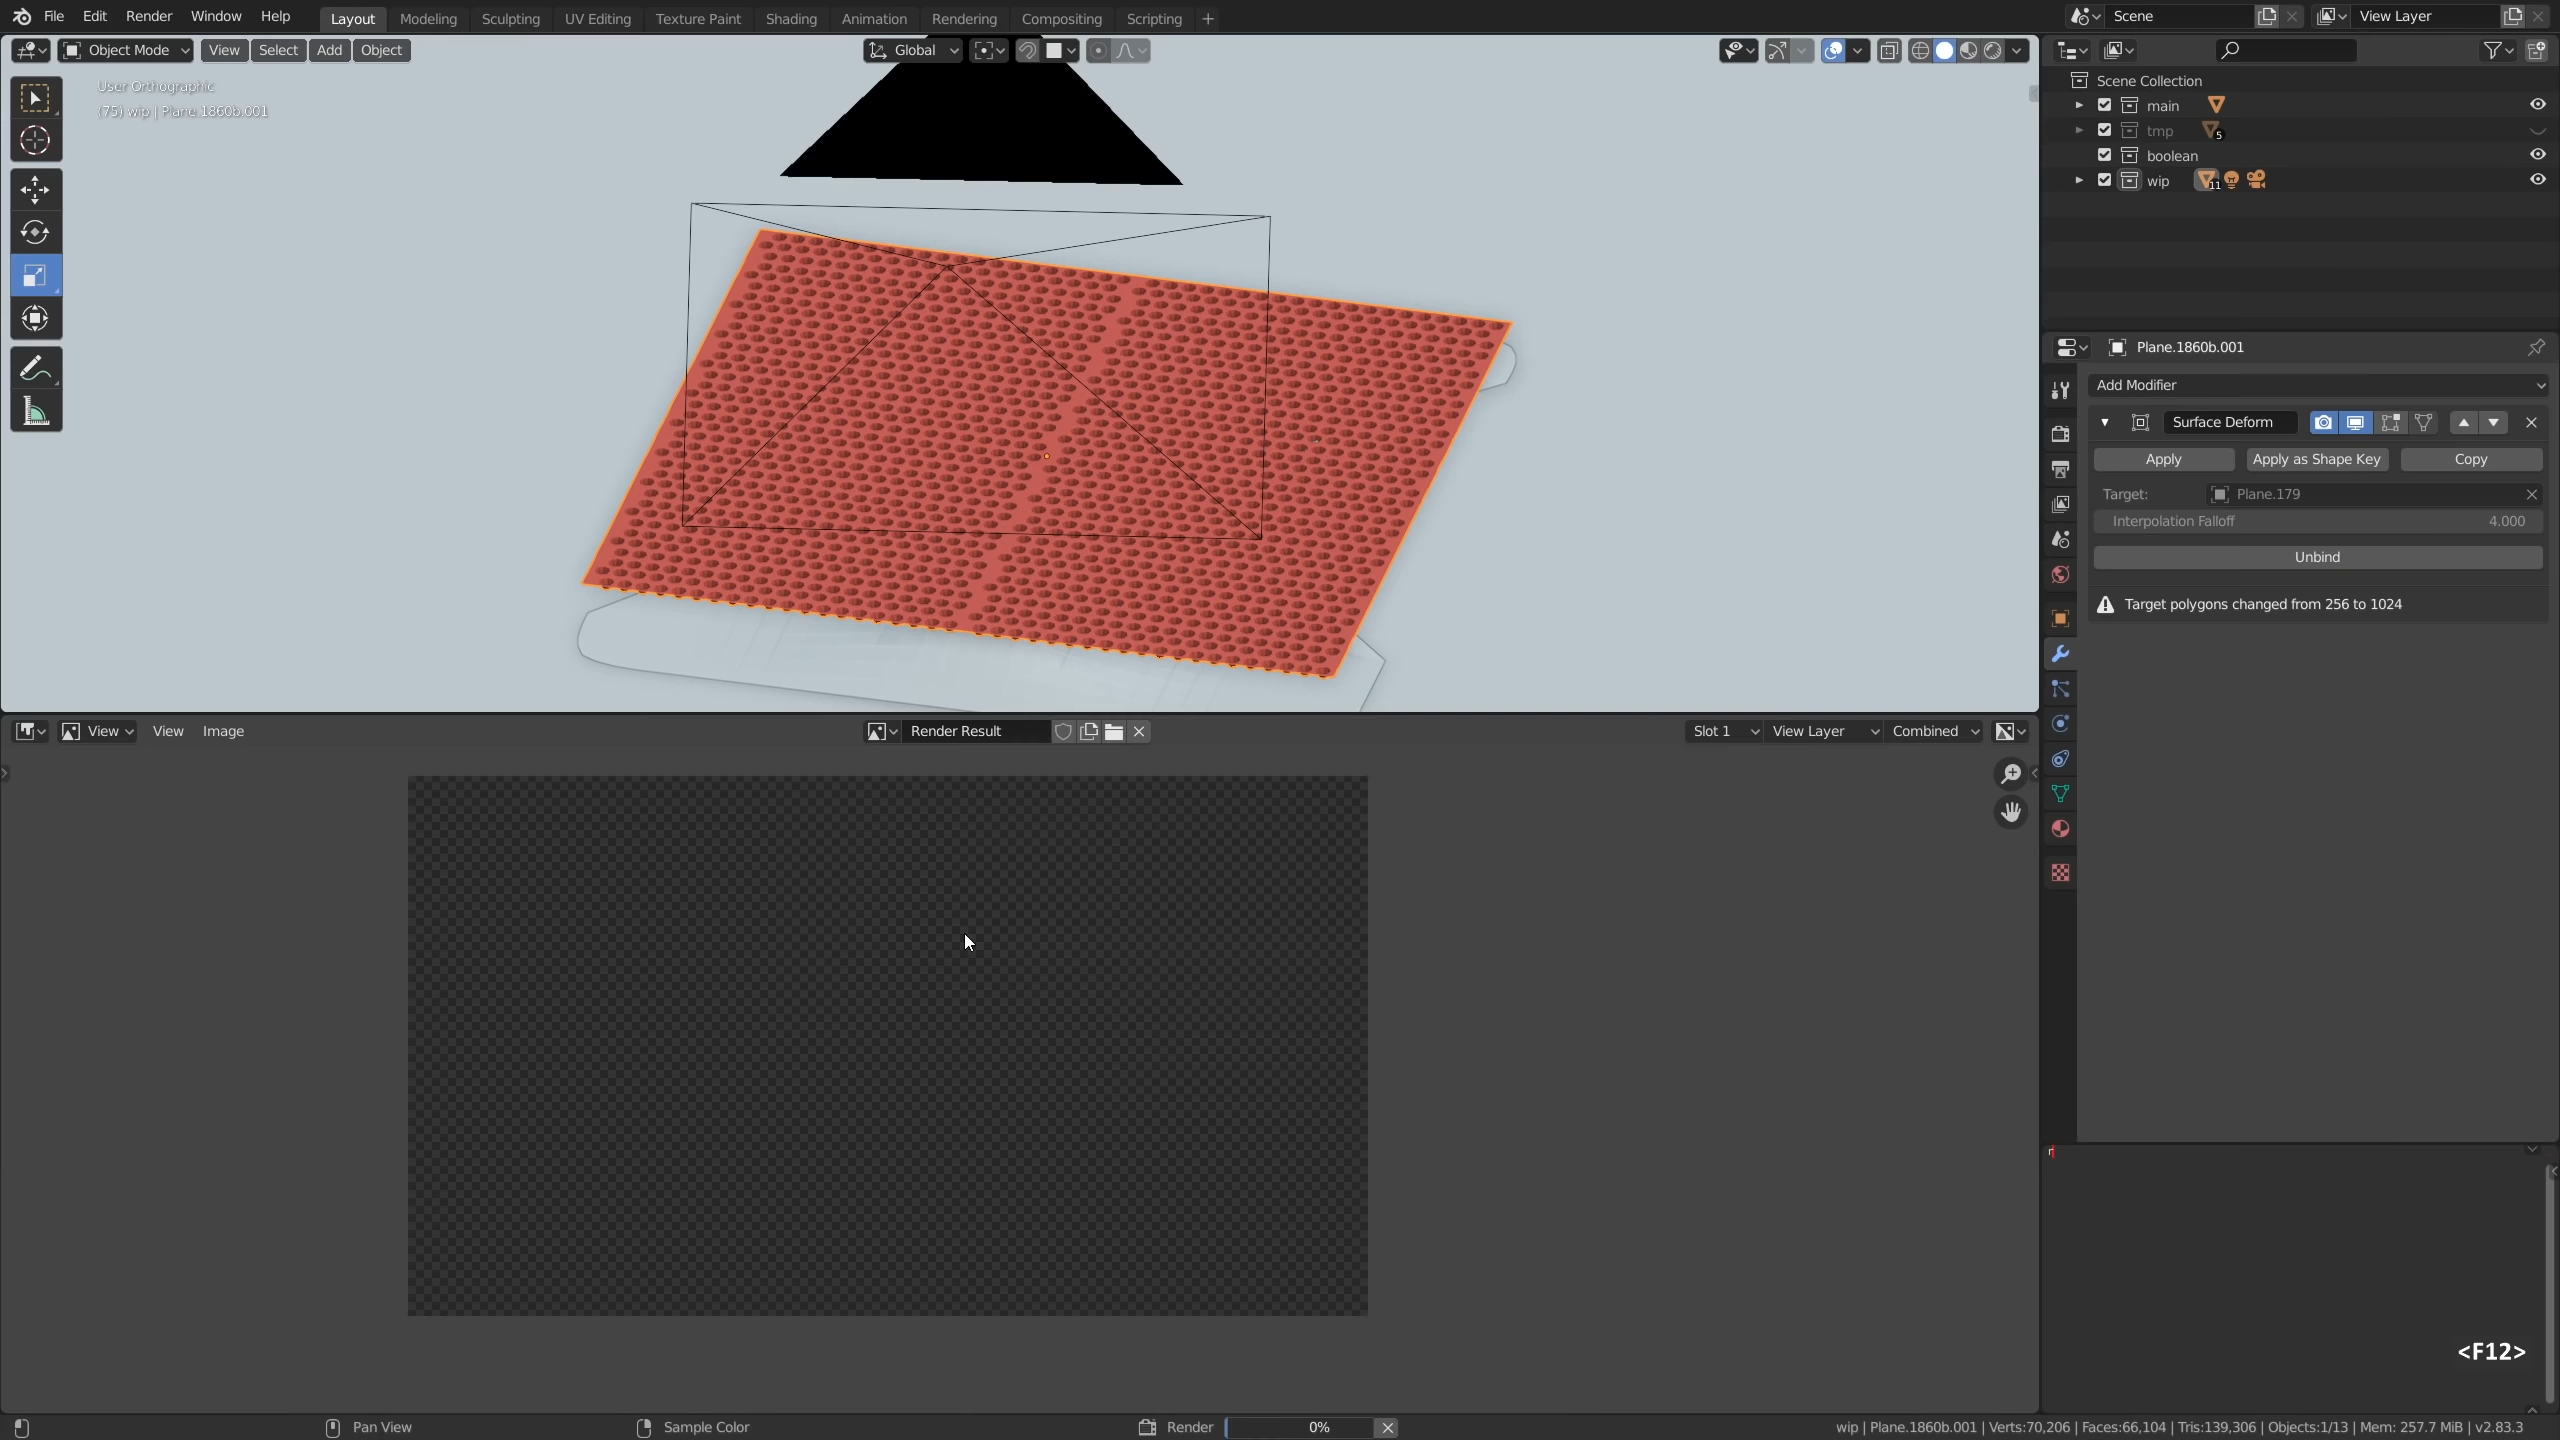 File Edit Render Window Help Layout Modeling Sculpting UV Editing Texture Paint Shading Animation Rendering Compositing Scripting + Scene View Layer
Object Mode View Select Add Object Global
User Orthographic
(75) wip | Plane.1860b.001
Scene Collection
main
tmp 5
boolean
wip 11
Plane.1860b.001
Add Modifier
Surface Deform
Apply Apply as Shape Key Copy
Target: Plane.179
Interpolation Falloff 4.000
Unbind
Target polygons changed from 256 to 1024
View View Image Render Result Slot 1 View Layer Combined
r
<F12>
Pan View Sample Color Render 0% wip | Plane.1860b.001 | Verts:70,206 | Faces:66,104 | Tris:139,306 | Objects:1/13 | Mem: 257.7 MiB | v2.83.3